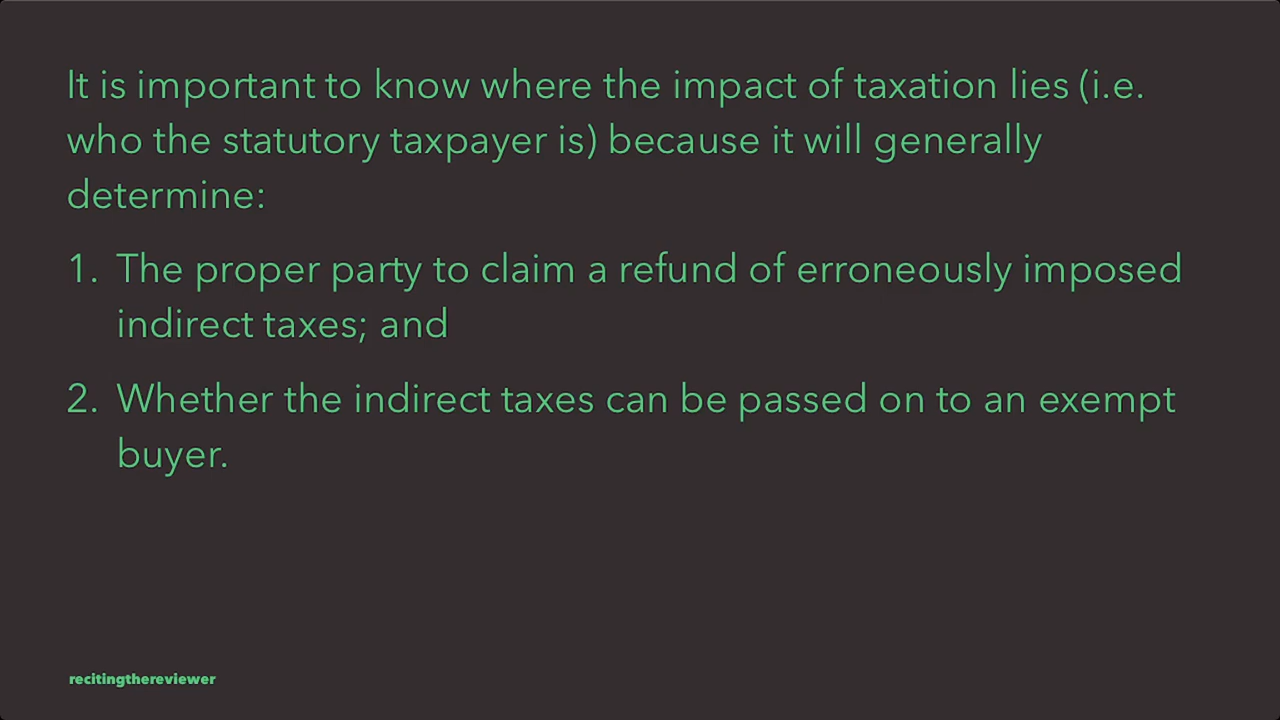 It is important to know where the impact of taxation lies (i.e.
who the statutory taxpayer is) because it will generally
determine:
1. The proper party to claim a refund of erroneously imposed
indirect taxes; and
2. Whether the indirect taxes can be passed on to an exempt
buyer.
recitingthereviewer